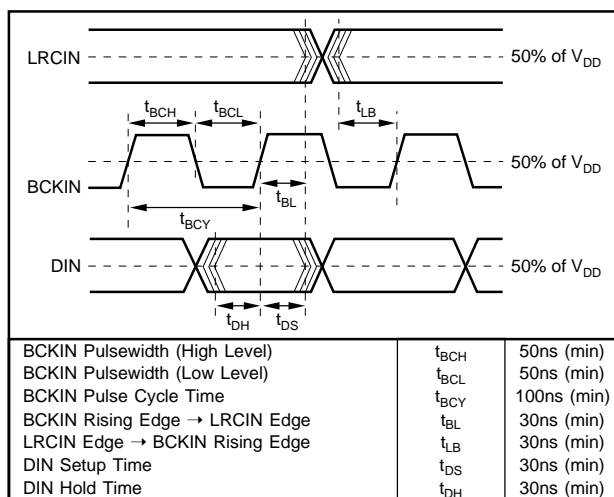 LRCIN
50% of VDD
tBCH
tBCL
tLB
BCKIN
50% of VDD
tBL
tBCY
DIN
50% of VDD
tDH
tDS
BCKIN Pulsewidth (High Level) tBCH 50ns (min)
BCKIN Pulsewidth (Low Level) tBCL 50ns (min)
BCKIN Pulse Cycle Time tBCY 100ns (min)
BCKIN Rising Edge → LRCIN Edge tBL 30ns (min)
LRCIN Edge → BCKIN Rising Edge tLB 30ns (min)
DIN Setup Time tDS 30ns (min)
DIN Hold Time tDH 30ns (min)